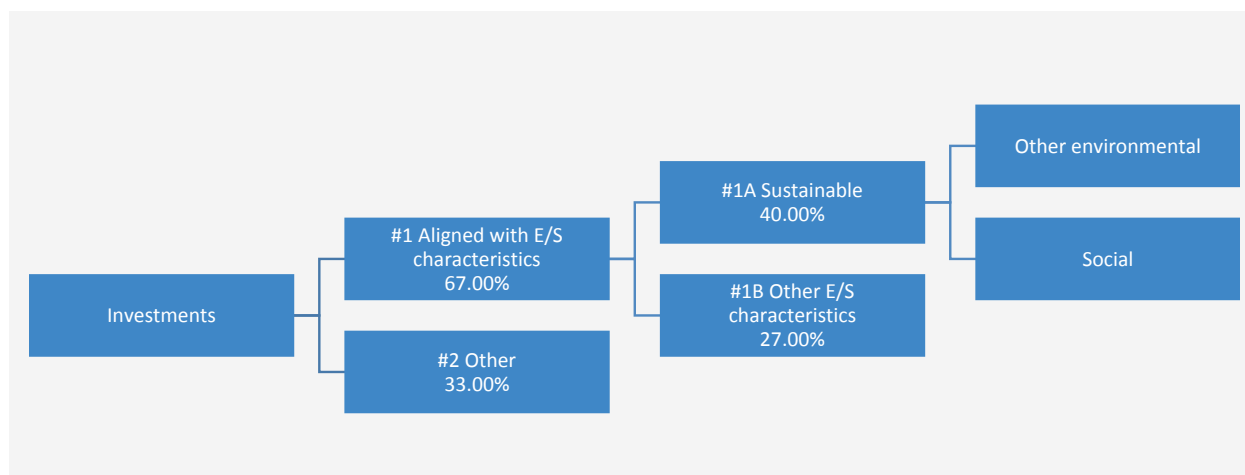 Investments
#1 Aligned with E/S
characteristics
67.00%
#2 Other
33.00%
#1A Sustainable
40.00%
#1B Other E/S
characteristics
27.00%
Other environmental
Social